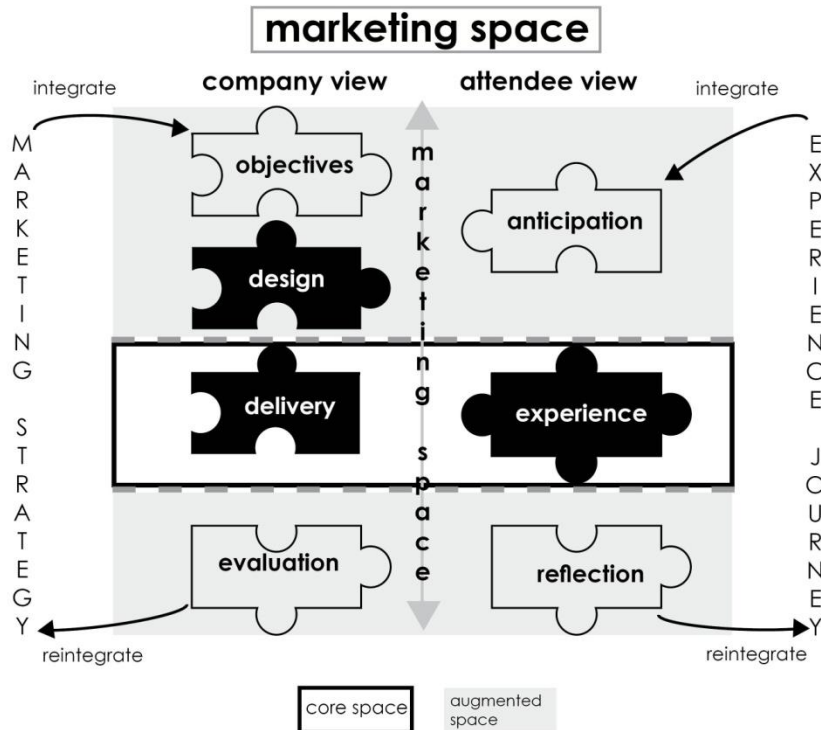 marketing space
company view
attendee view
integrate
integrate
MARKETING STRATEGY
objectives
design
delivery
evaluation
marketing space
anticipation
experience
reflection
EXPERIENCE JOURNEY
reintegrate
reintegrate
core space
augmented
space